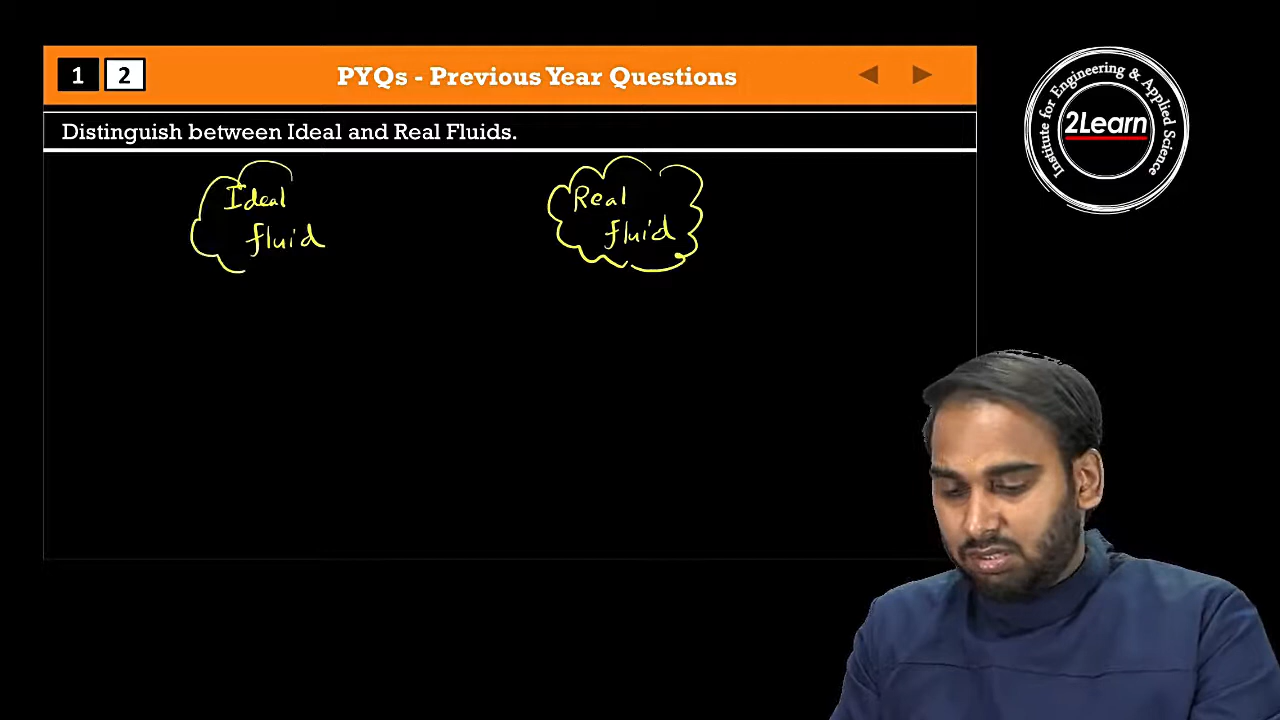 1 2 PYQs - Previous Year Questions
Distinguish between Ideal and Real Fluids.
Ideal
fluid
Real
fluid
Institute for Engineering & Applied Science
2Learn